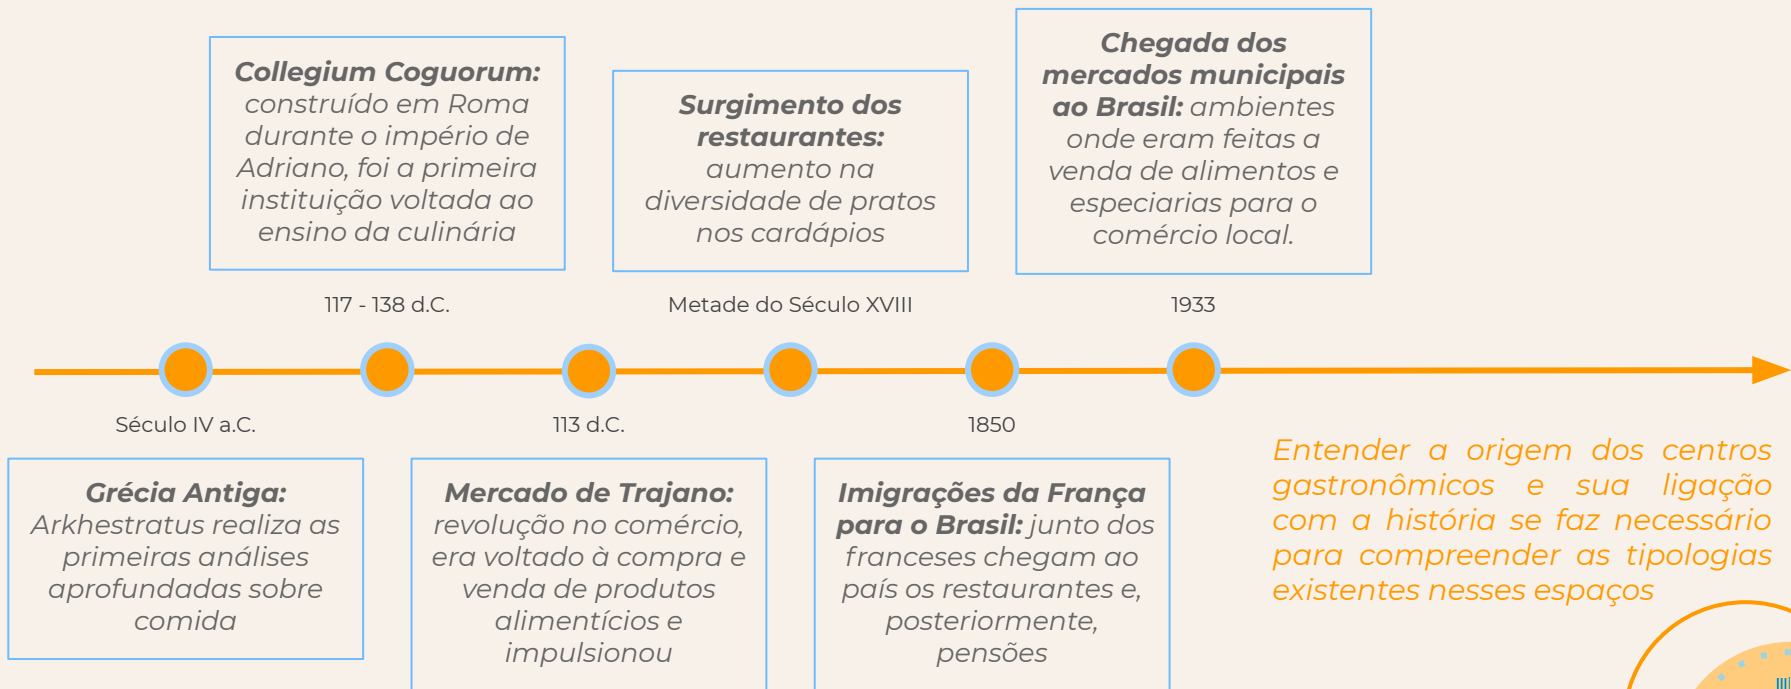 Collegium Coguorum:
construído em Roma
durante o império de
Adriano, foi a primeira
instituição voltada ao
ensino da culinária
Surgimento dos
restaurantes:
aumento na
diversidade de pratos
nos cardápios
Chegada dos
mercados municipais
ao Brasil: ambientes
onde eram feitas a
venda de alimentos e
especiarias para o
comércio local.
117 - 138 d.C.
Metade do Século XVIII
1933
Século IV a.C.
113 d.C.
1850
Grécia Antiga:
Arkhestratus realiza as
primeiras análises
aprofundadas sobre
comida
Mercado de Trajano:
revolução no comércio,
era voltado à compra e
venda de produtos
alimentícios e
impulsionou
Imigrações da França
para o Brasil: junto dos
franceses chegam ao
país os restaurantes e,
posteriormente,
pensões
Entender a origem dos centros
gastronômicos e sua ligação
com a história se faz necessário
para compreender as tipologias
existentes nesses espaços